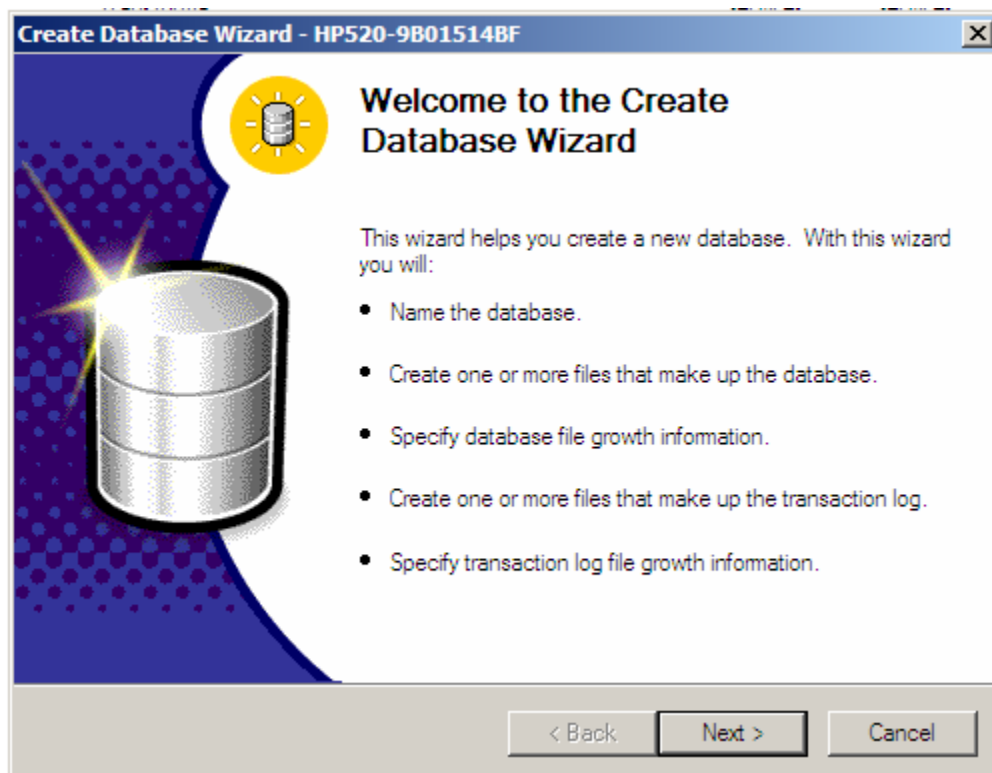 Create Database Wizard - HP520-9B01514BF
Welcome to the Create
Database Wizard
This wizard helps you create a new database. With this wizard
you will:
• Name the database.
• Create one or more files that make up the database.
• Specify database file growth information.
• Create one or more files that make up the transaction log.
• Specify transaction log file growth information.
< Back
Next >
Cancel